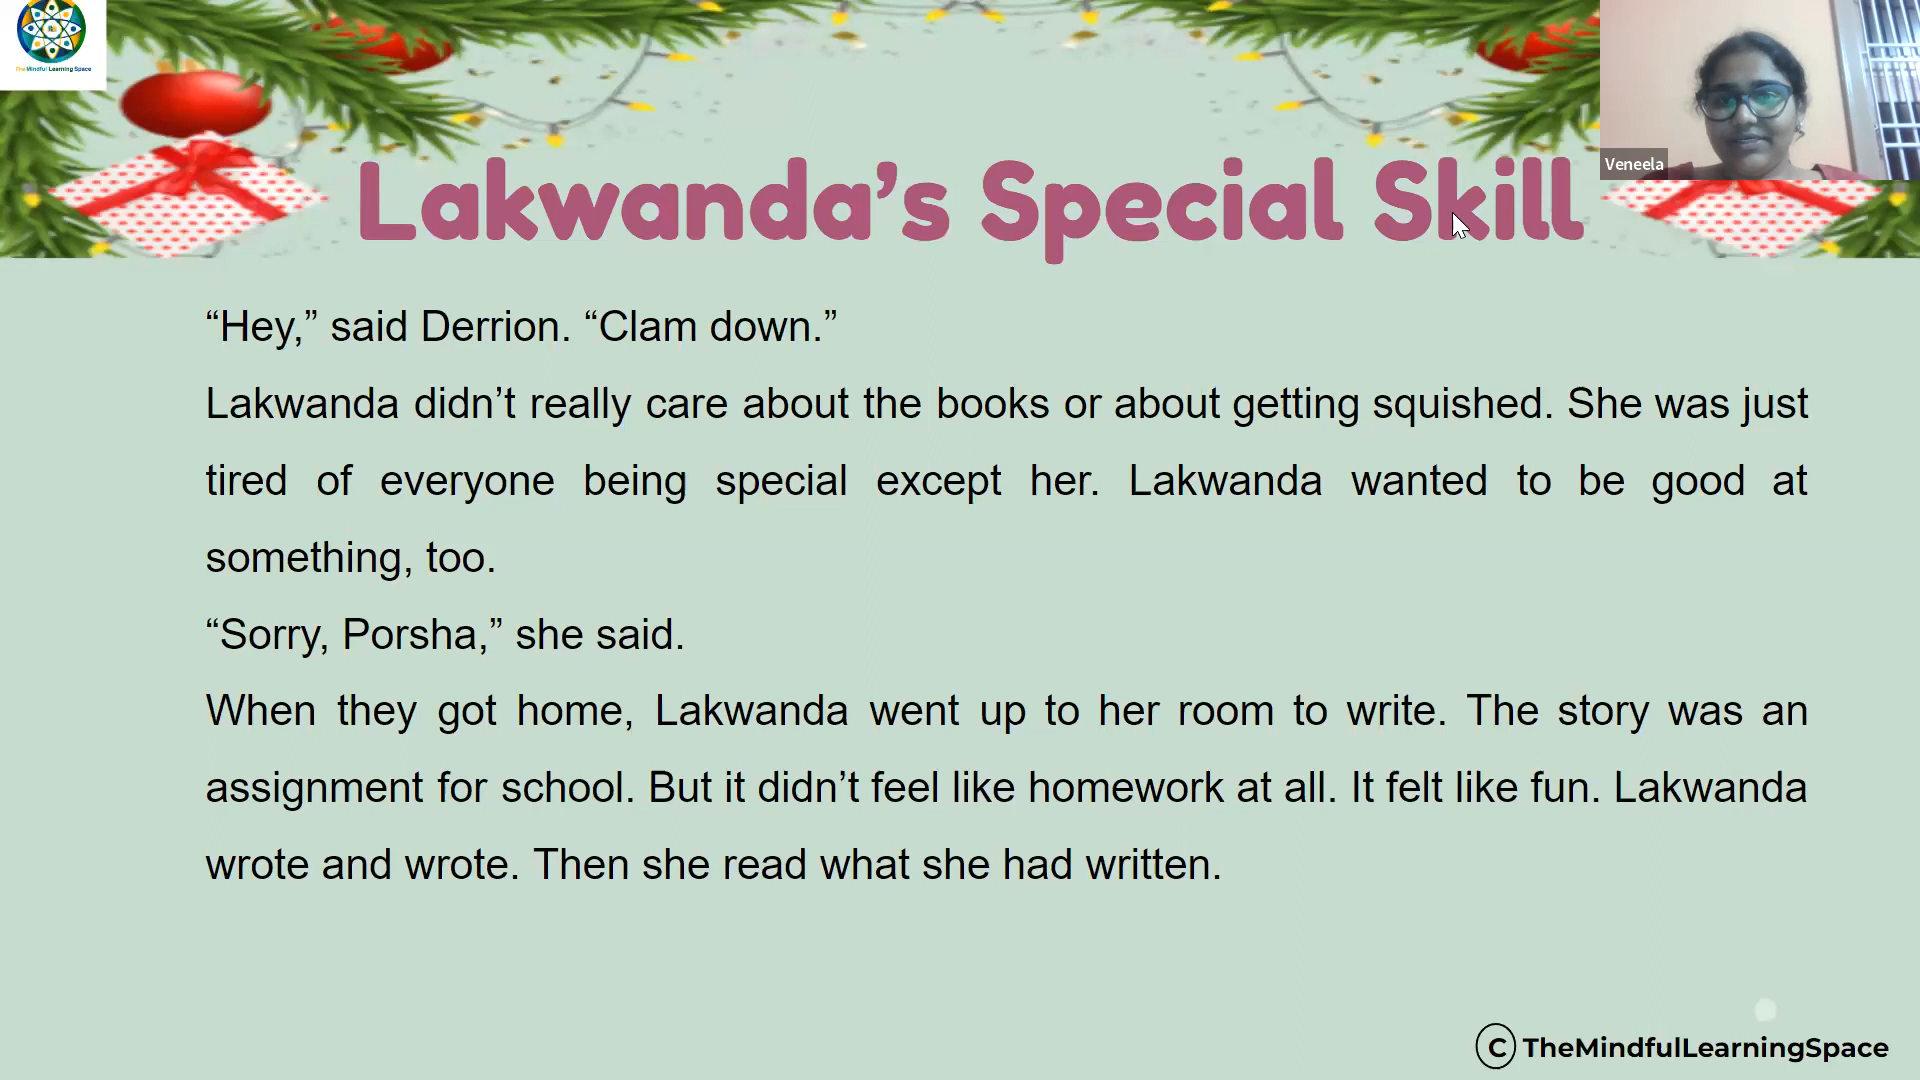 The Mindful Learning Space
Veneela
Lakwanda’s Special Skill
“Hey,” said Derrion. “Clam down.”
Lakwanda didn’t really care about the books or about getting squished. She was just
tired of everyone being special except her. Lakwanda wanted to be good at
something, too.
“Sorry, Porsha,” she said.
When they got home, Lakwanda went up to her room to write. The story was an
assignment for school. But it didn’t feel like homework at all. It felt like fun. Lakwanda
wrote and wrote. Then she read what she had written.
© TheMindfulLearningSpace